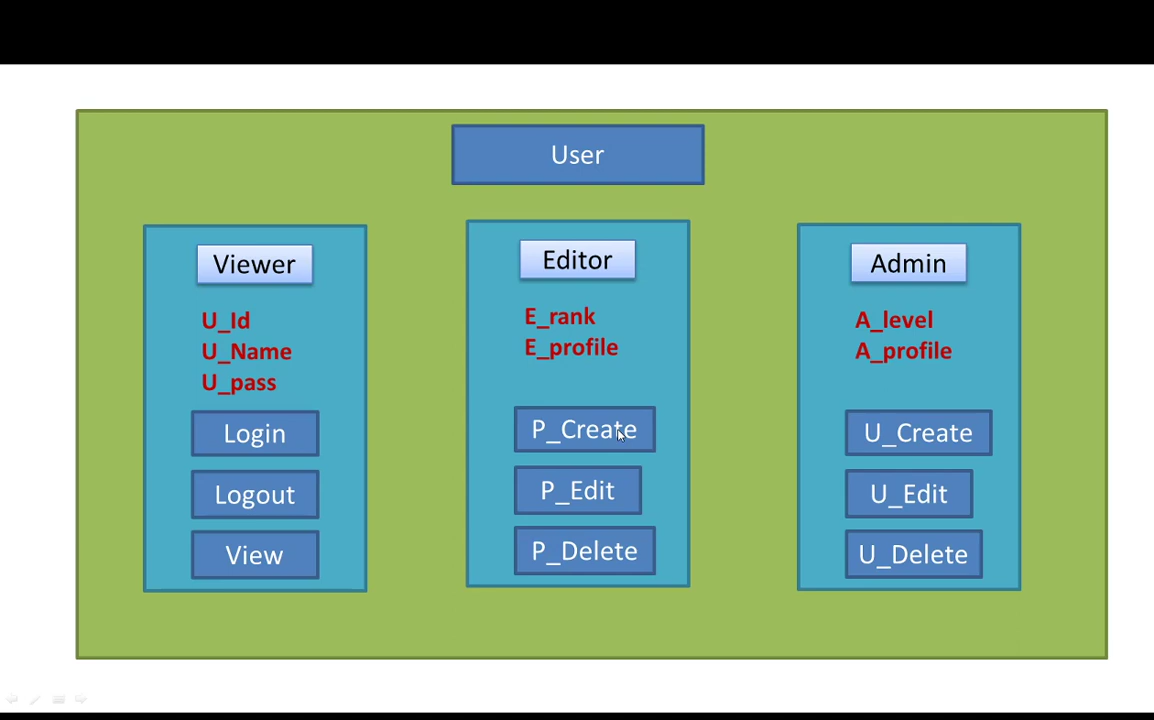 User
Viewer
U_Id
U_Name
U_pass
Login
Logout
View
Editor
E_rank
E_profile
P_Create
P_Edit
P_Delete
Admin
A_level
A_profile
U_Create
U_Edit
U_Delete